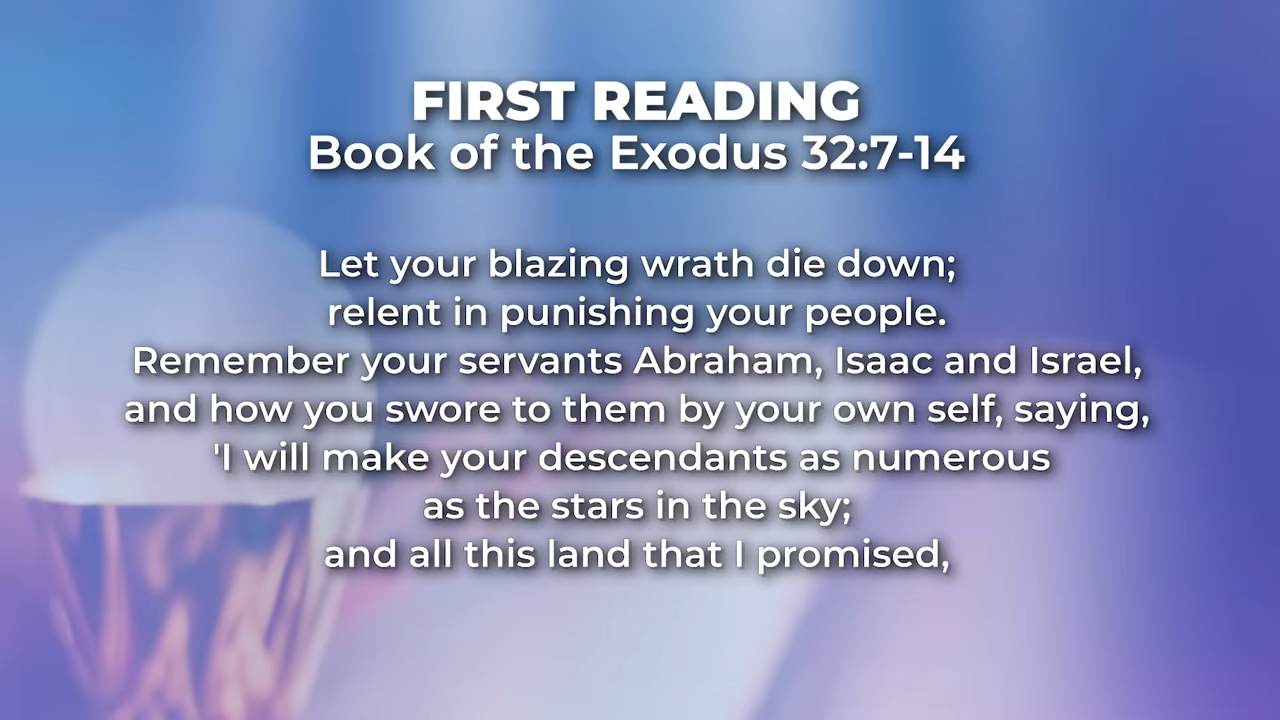 FIRST READING
Book of the Exodus 32:7-14
Let your blazing wrath die down;
relent in punishing your people.
Remember your servants Abraham, Isaac and Israel,
and how you swore to them by your own self, saying,
'I will make your descendants as numerous
as the stars in the sky;
and all this land that I promised,